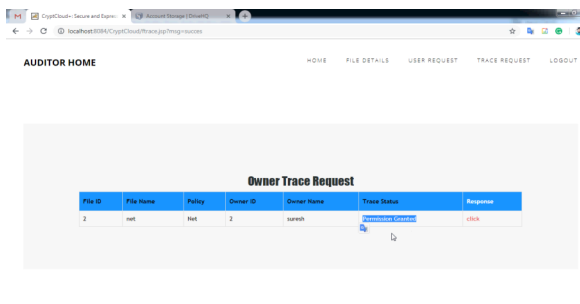 CryptCloud+: Secure and Expres
Account Storage | DriveHQ
localhost:8084/CryptCloud/ftrace.jsp?msg=succes
AUDITOR HOME
HOME FILE DETAILS USER REQUEST TRACE REQUEST LOGOUT
Owner Trace Request
File ID File Name Policy Owner ID Owner Name Trace Status Response
2 net Net 2 suresh Permission Granted click